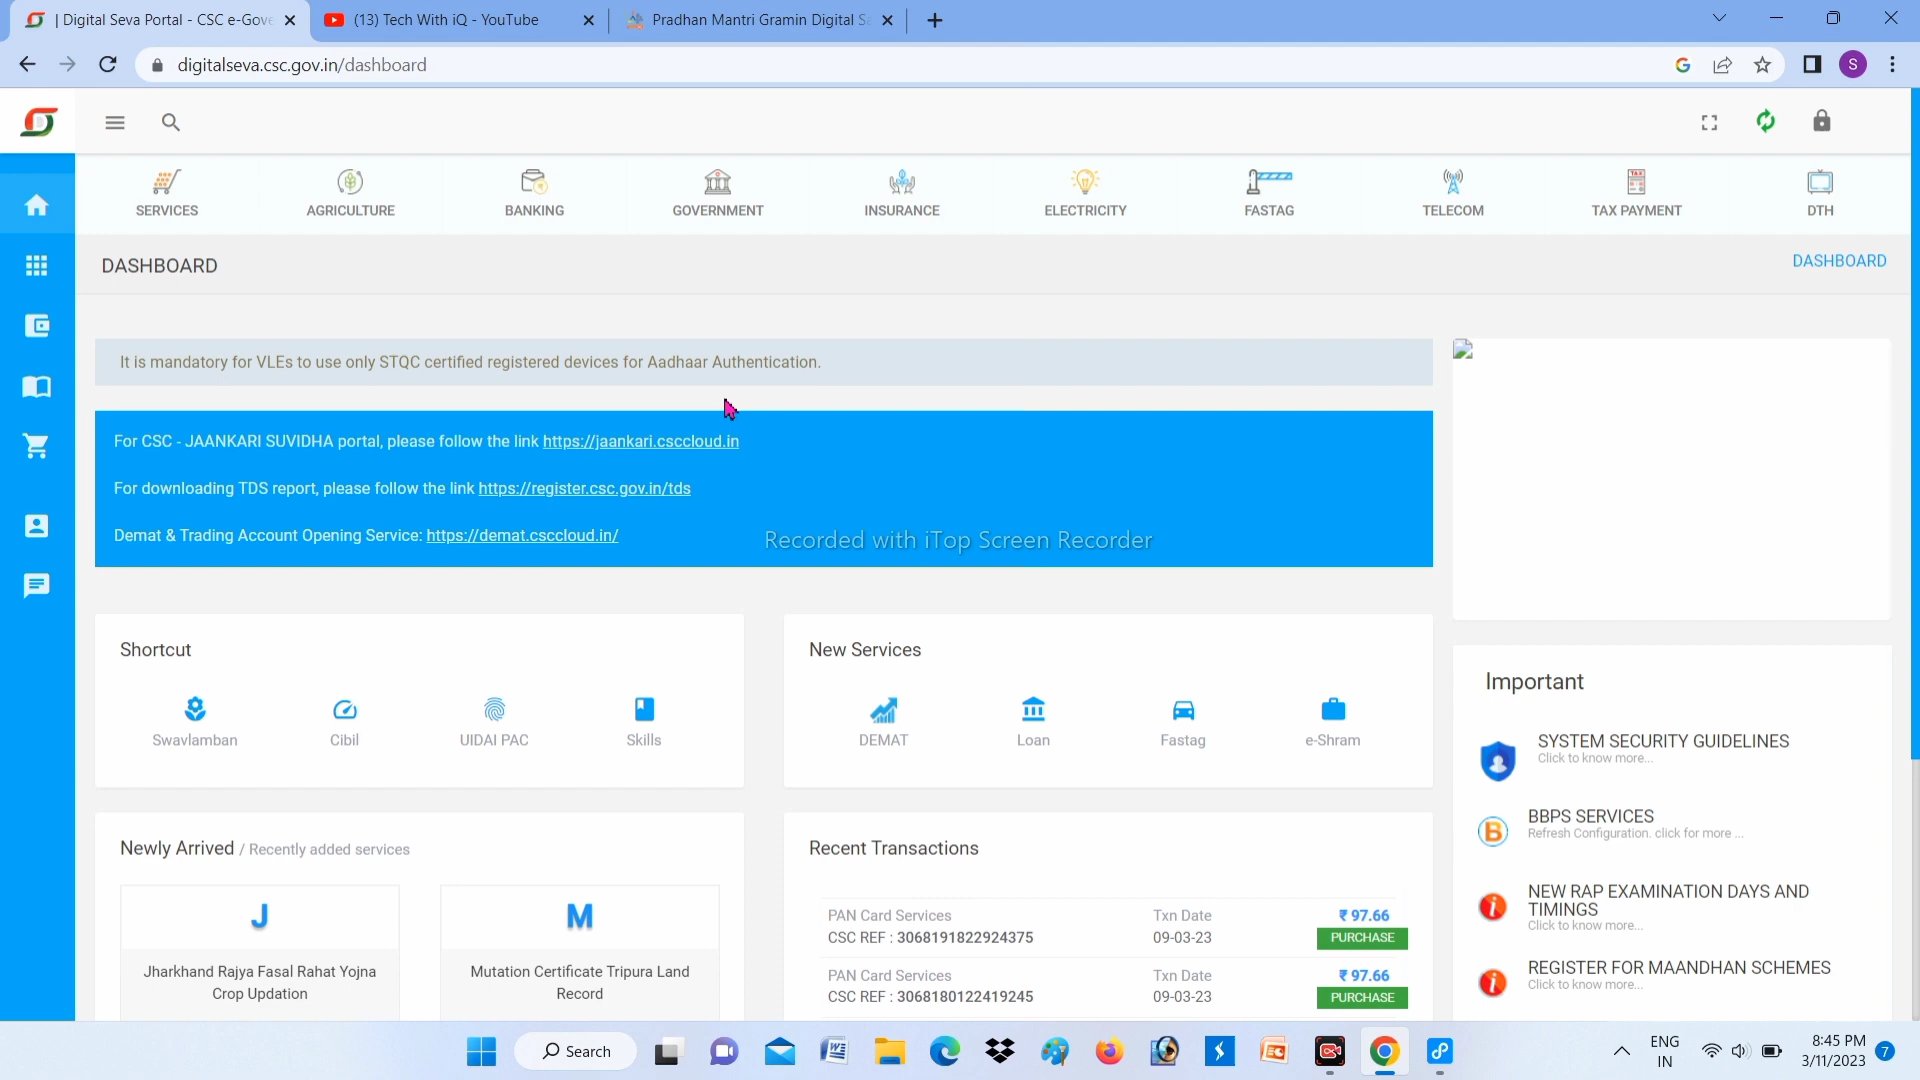 | Digital Seva Portal - CSC e-Gove
(13) Tech With iQ - YouTube
Pradhan Mantri Gramin Digital Sa
digitalseva.csc.gov.in/dashboard
S
SERVICES
AGRICULTURE
BANKING
GOVERNMENT
INSURANCE
ELECTRICITY
FASTAG
TELECOM
TAX PAYMENT
DTH
DASHBOARD
DASHBOARD
It is mandatory for VLEs to use only STQC certified registered devices for Aadhaar Authentication.
For CSC - JAANKARI SUVIDHA portal, please follow the link https://jaankari.csccloud.in
For downloading TDS report, please follow the link https://register.csc.gov.in/tds
Demat & Trading Account Opening Service: https://demat.csccloud.in/
Recorded with iTop Screen Recorder
Shortcut
Swavlamban
Cibil
UIDAI PAC
Skills
New Services
DEMAT
Loan
Fastag
e-Shram
Important
SYSTEM SECURITY GUIDELINES
Click to know more...
BBPS SERVICES
Refresh Configuration. click for more ...
NEW RAP EXAMINATION DAYS AND
TIMINGS
Click to know more...
REGISTER FOR MAANDHAN SCHEMES
Click to know more...
Newly Arrived / Recently added services
J
Jharkhand Rajya Fasal Rahat Yojna
Crop Updation
M
Mutation Certificate Tripura Land
Record
Recent Transactions
PAN Card Services
CSC REF : 3068191822924375
Txn Date
09-03-23
₹ 97.66
PURCHASE
PAN Card Services
CSC REF : 3068180122419245
Txn Date
09-03-23
₹ 97.66
PURCHASE
Search
ENG
IN
8:45 PM
3/11/2023
7